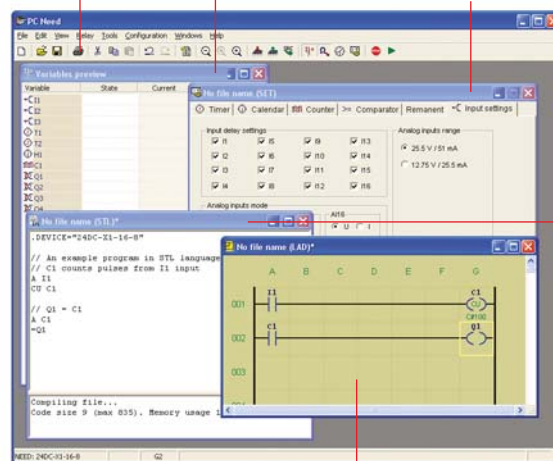 PC Need
File Edit View Relay Tools Configuration Windows Help
Variables preview
Variable State Current
I1
I2
I3
T1
T2
H1
C1
Q1
Q2
Q3
Q4
No file name (SET)
Timer Calendar Counter >= Comparator Remanent Input settings
Input delay settings
I1 I5 I9 I13
I2 I6 I10 I14
I3 I7 I11 I15
I4 I8 I12 I16
Analog inputs range
25.5 V / 51 mA
12.75 V / 25.5 mA
Analog inputs mode
AI16
U I
No file name (STL)*
.DEVICE="24DC-X1-16-8"
// An example program in STL language
// C1 counts pulses from I1 input
A I1
CU C1
// Q1 = C1
A C1
=Q1
Compiling file...
Code size 9 (max 835). Memory usage 1
No file name (LAD)*
A B C D E F G
I1 C1
001 CU
C#100
C1 Q1
002
003
NEED: 24DC-X1-16-8 G2